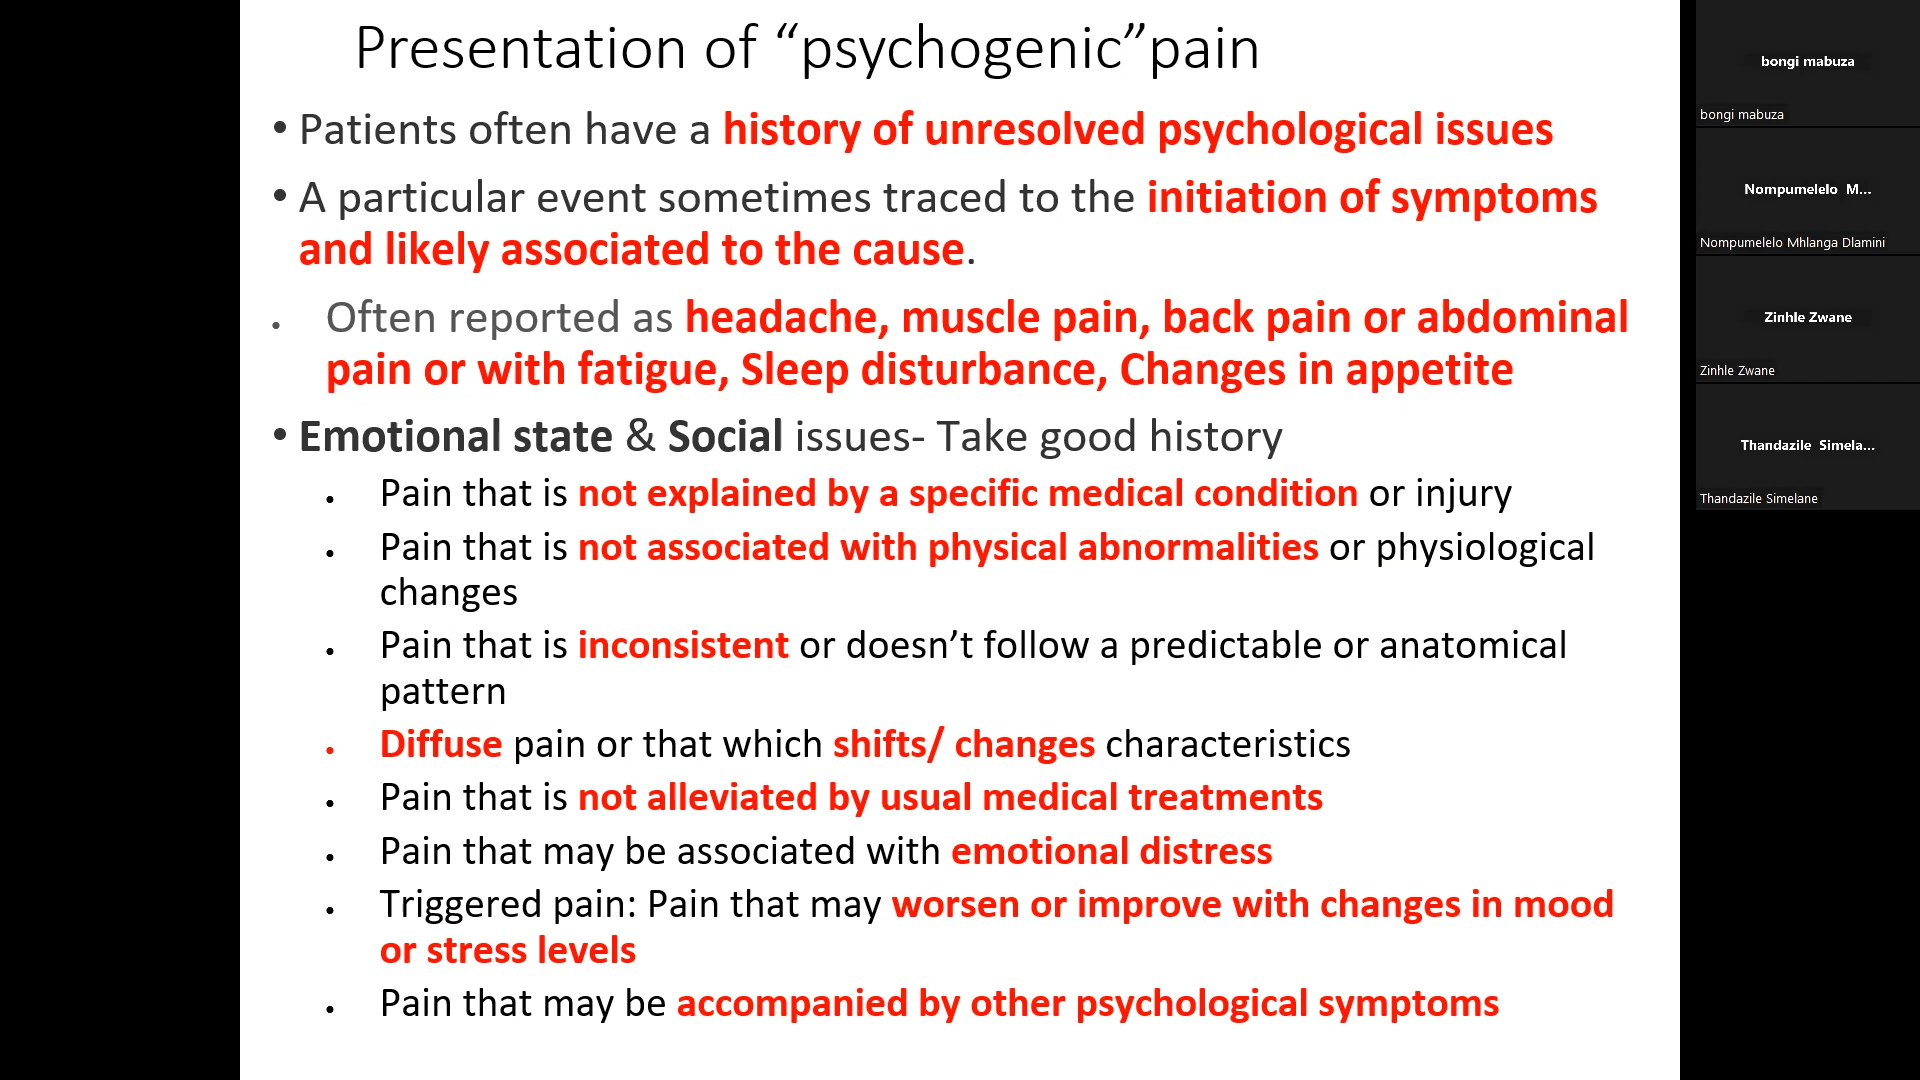 Presentation of “psychogenic”pain
• Patients often have a history of unresolved psychological issues
• A particular event sometimes traced to the initiation of symptoms
and likely associated to the cause.
• Often reported as headache, muscle pain, back pain or abdominal
pain or with fatigue, Sleep disturbance, Changes in appetite
• Emotional state & Social issues- Take good history
• Pain that is not explained by a specific medical condition or injury
• Pain that is not associated with physical abnormalities or physiological
changes
• Pain that is inconsistent or doesn’t follow a predictable or anatomical
pattern
• Diffuse pain or that which shifts/ changes characteristics
• Pain that is not alleviated by usual medical treatments
• Pain that may be associated with emotional distress
• Triggered pain: Pain that may worsen or improve with changes in mood
or stress levels
• Pain that may be accompanied by other psychological symptoms
bongi mabuza
bongi mabuza
Nompumelelo M...
Nompumelelo Mhlanga Dlamini
Zinhle Zwane
Zinhle Zwane
Thandazile Simela...
Thandazile Simelane